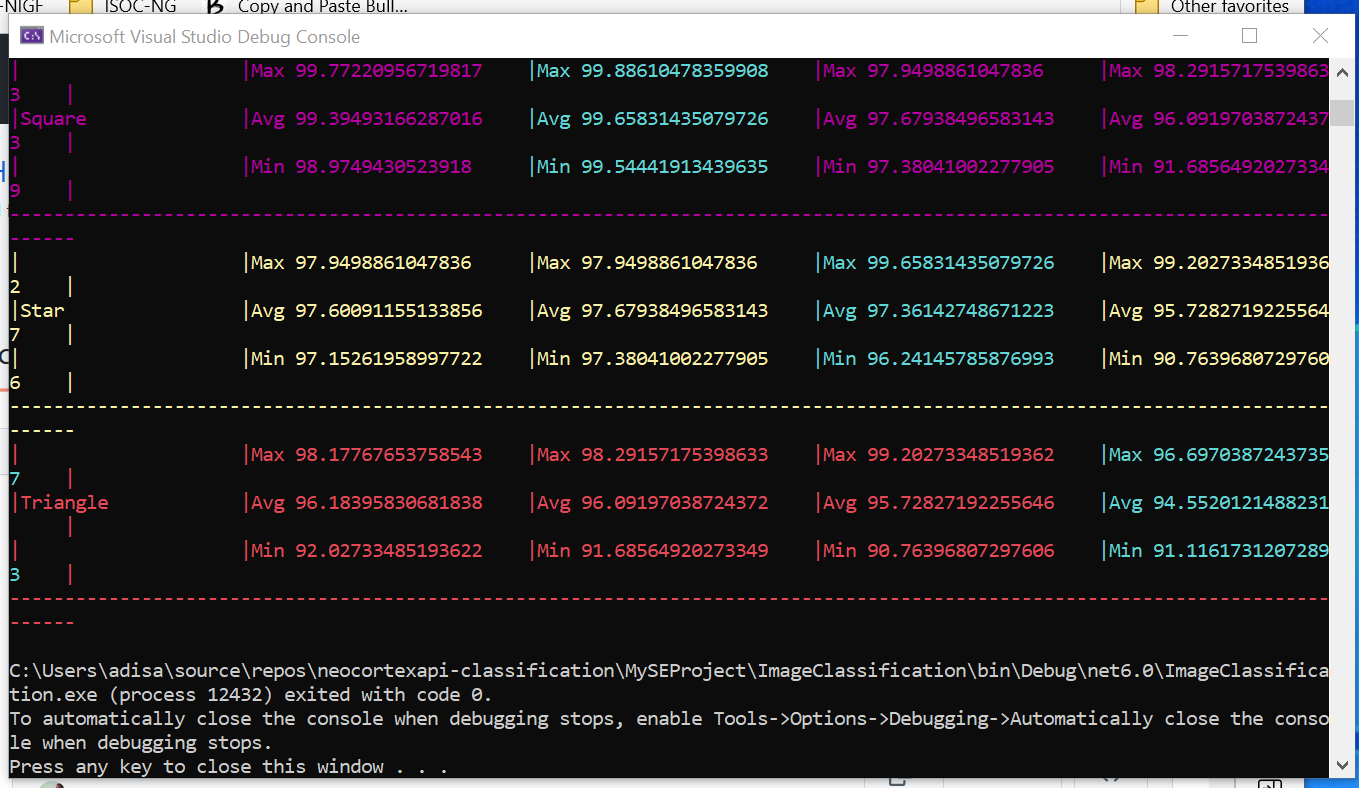 -NIGF ISOC-NG Copy and Paste Bull... Other favorites
Microsoft Visual Studio Debug Console
| |Max 99.77220956719817 |Max 99.88610478359908 |Max 97.9498861047836 |Max 98.2915717539863
3 |
|Square |Avg 99.39493166287016 |Avg 99.65831435079726 |Avg 97.67938496583143 |Avg 96.0919703872437
3 |
| |Min 98.9749430523918 |Min 99.54441913439635 |Min 97.38041002277905 |Min 91.6856492027334
9 |
------------------------------------------------------------------------------------------------------------------------
------
| |Max 97.9498861047836 |Max 97.9498861047836 |Max 99.65831435079726 |Max 99.2027334851936
2 |
|Star |Avg 97.60091155133856 |Avg 97.67938496583143 |Avg 97.36142748671223 |Avg 95.7282719225564
7 |
| |Min 97.15261958997722 |Min 97.38041002277905 |Min 96.24145785876993 |Min 90.7639680729760
6 |
------------------------------------------------------------------------------------------------------------------------
------
| |Max 98.17767653758543 |Max 98.29157175398633 |Max 99.20273348519362 |Max 96.6970387243735
7 |
|Triangle |Avg 96.18395830681838 |Avg 96.09197038724372 |Avg 95.72827192255646 |Avg 94.5520121488231
|
| |Min 92.02733485193622 |Min 91.68564920273349 |Min 90.76396807297606 |Min 91.1161731207289
3 |
------------------------------------------------------------------------------------------------------------------------
------
C:\Users\adisa\source\repos\neocortexapi-classification\MySEProject\ImageClassification\bin\Debug\net6.0\ImageClassifica
tion.exe (process 12432) exited with code 0.
To automatically close the console when debugging stops, enable Tools->Options->Debugging->Automatically close the conso
le when debugging stops.
Press any key to close this window . . .